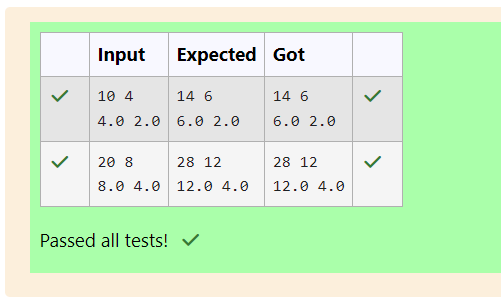 Input Expected Got
10 4 14 6 14 6
4.0 2.0 6.0 2.0 6.0 2.0
20 8 28 12 28 12
8.0 4.0 12.0 4.0 12.0 4.0
Passed all tests!